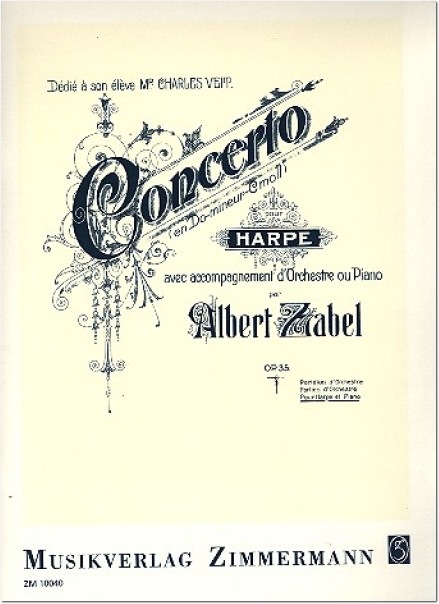 Dédié à son élève Mr. CHARLES VEIT.
Concerto
(en Do-mineur-Cmoll)
pour
HARPE
avec accompagnement d'Orchestre ou Piano
par
Albert Zabel
OP. 35.
Partition d'Orchestre
Parties d'Orchestre
Pour Harpe et Piano
MUSIKVERLAG ZIMMERMANN
ZM 10040